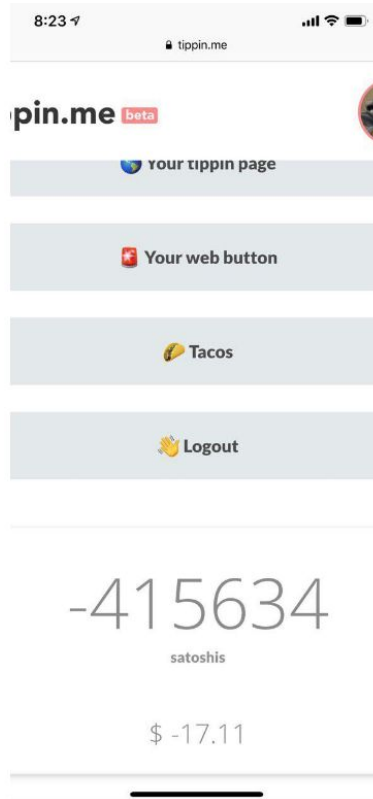 8:23
tippin.me
pin.me beta
Your tippin page
Your web button
Tacos
Logout
-415634
satoshis
$ -17.11